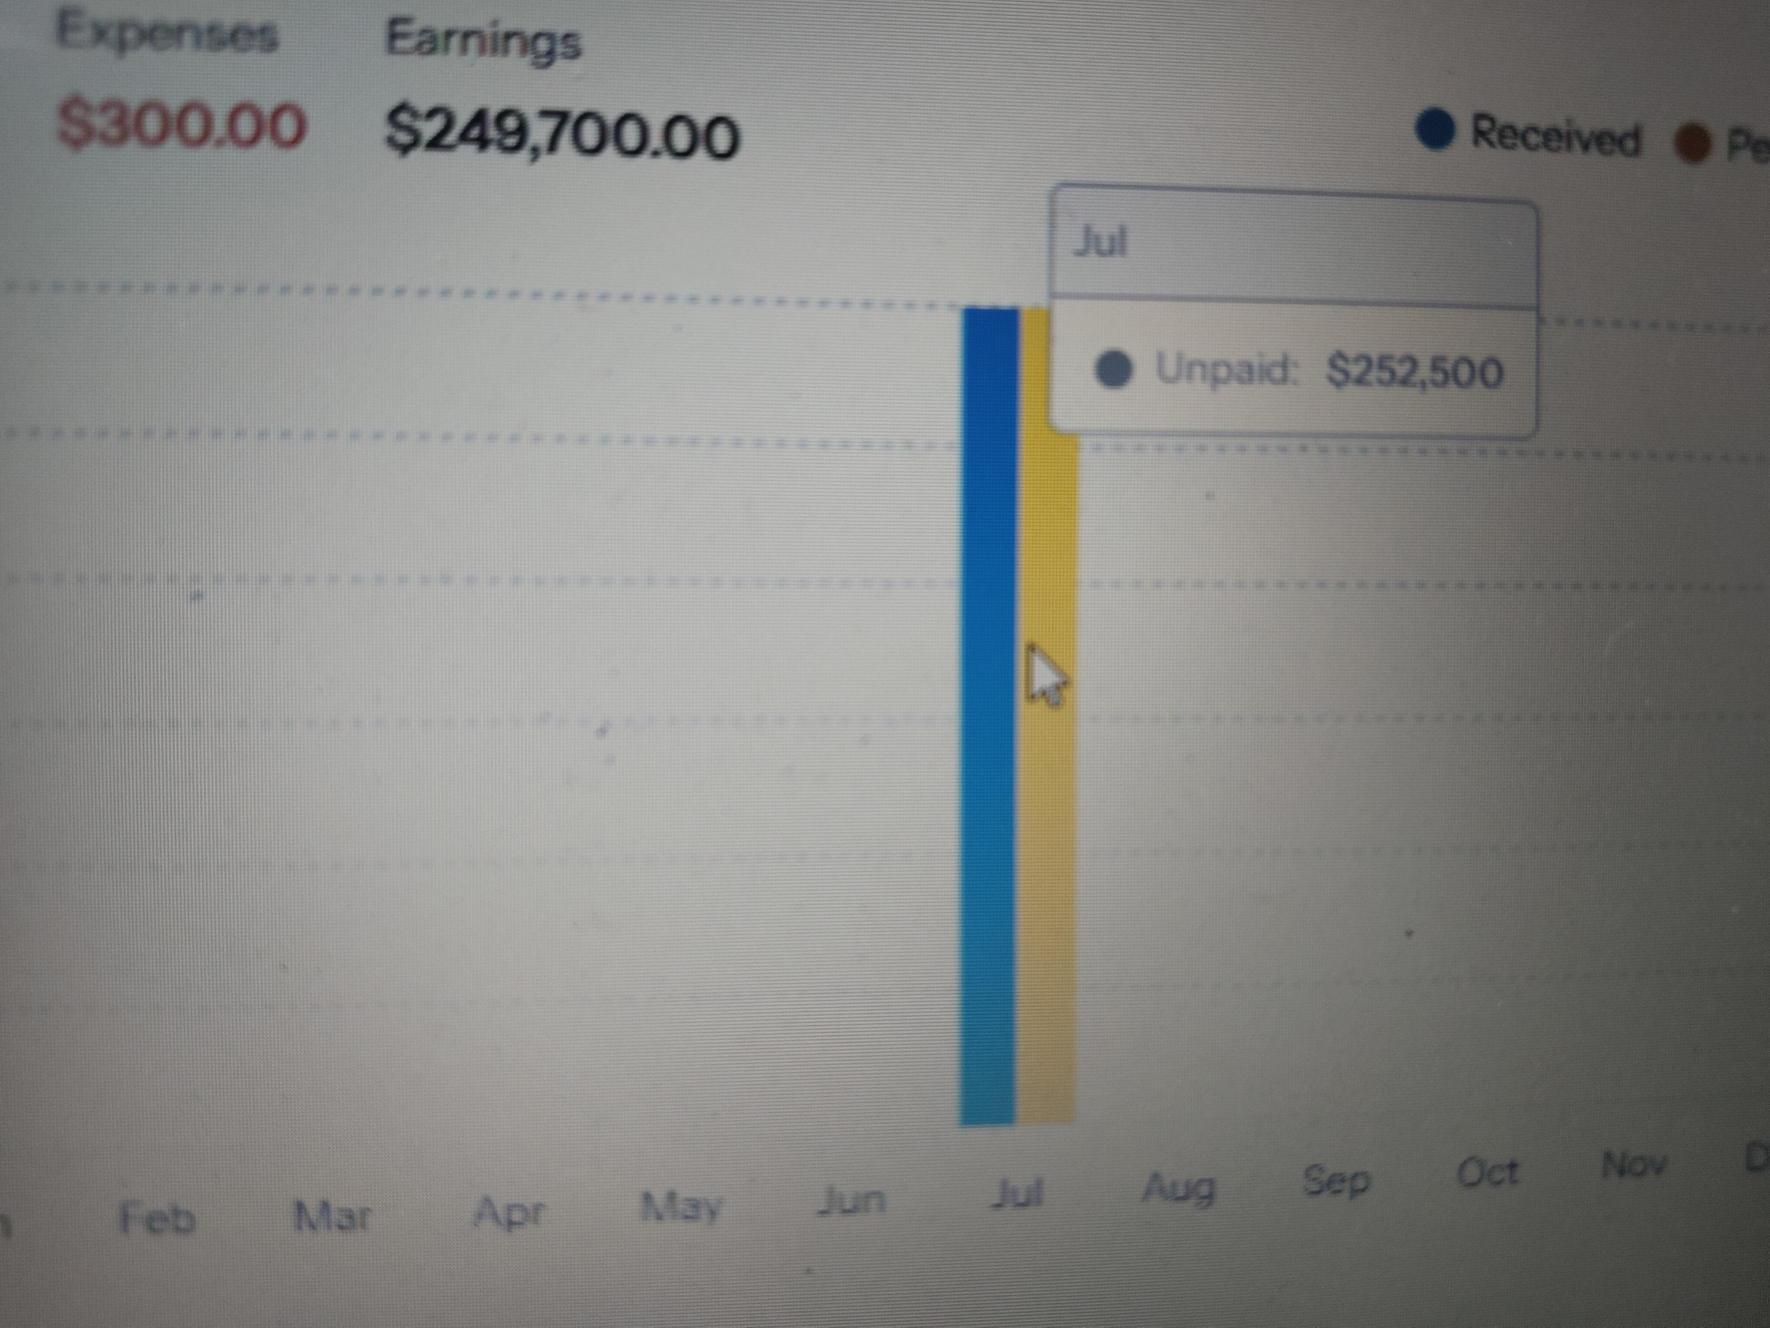 Expenses Earnings
$300.00 $249,700.00
Received
Jul
Unpaid: $252,500
Feb Mar Apr May Jun Jul Aug Sep Oct Nov